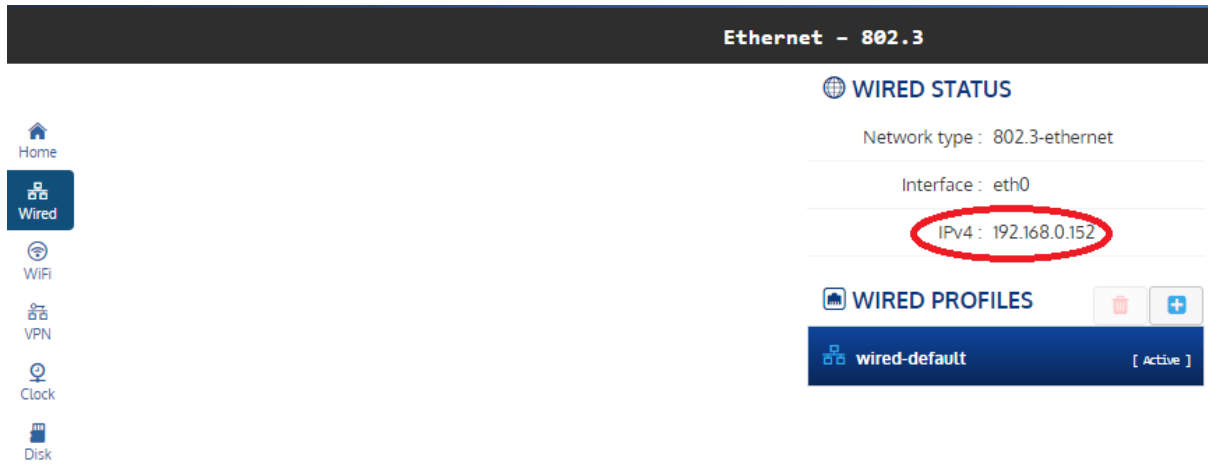 Ethernet – 802.3
Home
Wired
WiFi
VPN
Clock
Disk
WIRED STATUS
Network type : 802.3-ethernet
Interface : eth0
IPv4 : 192.168.0.152
WIRED PROFILES
wired-default [ Active ]